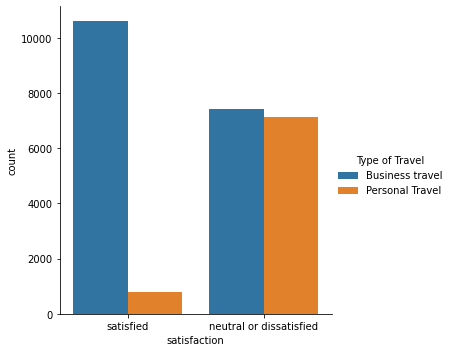 10000
8000
6000
4000
2000
0
count
satisfied
neutral or dissatisfied
satisfaction
Type of Travel
Business travel
Personal Travel